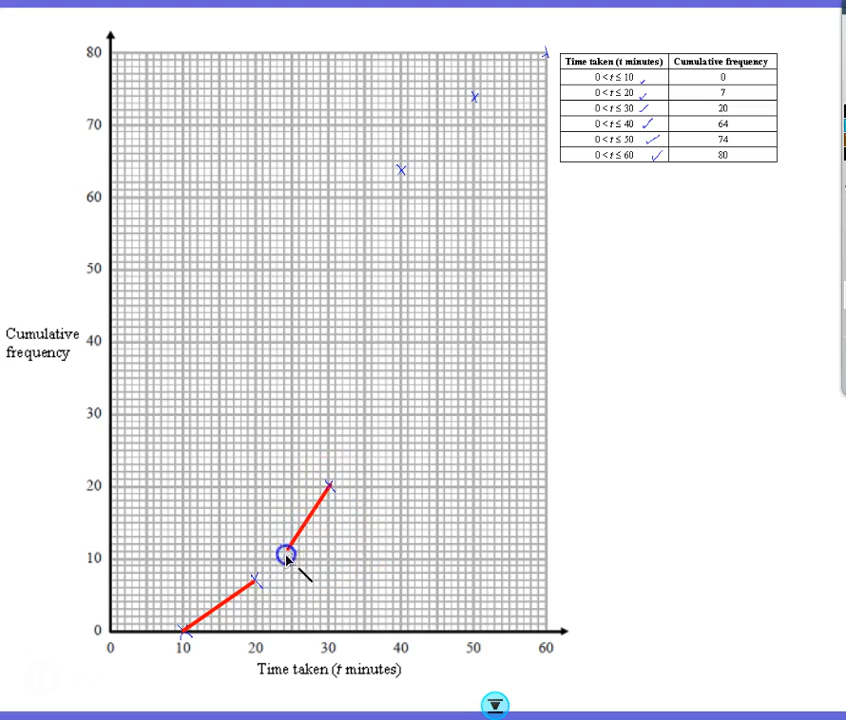 80
70
60
50
40
30
20
10
0
Cumulative
frequency
0 10 20 30 40 50 60
Time taken (t minutes)
Time taken (t minutes) Cumulative frequency
0 < t ≤ 10 0
0 < t ≤ 20 7
0 < t ≤ 30 20
0 < t ≤ 40 64
0 < t ≤ 50 74
0 < t ≤ 60 80